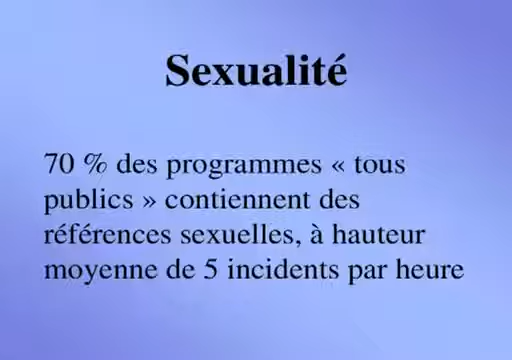 Sexualité
70 % des programmes « tous
publics » contiennent des
références sexuelles, à hauteur
moyenne de 5 incidents par heure